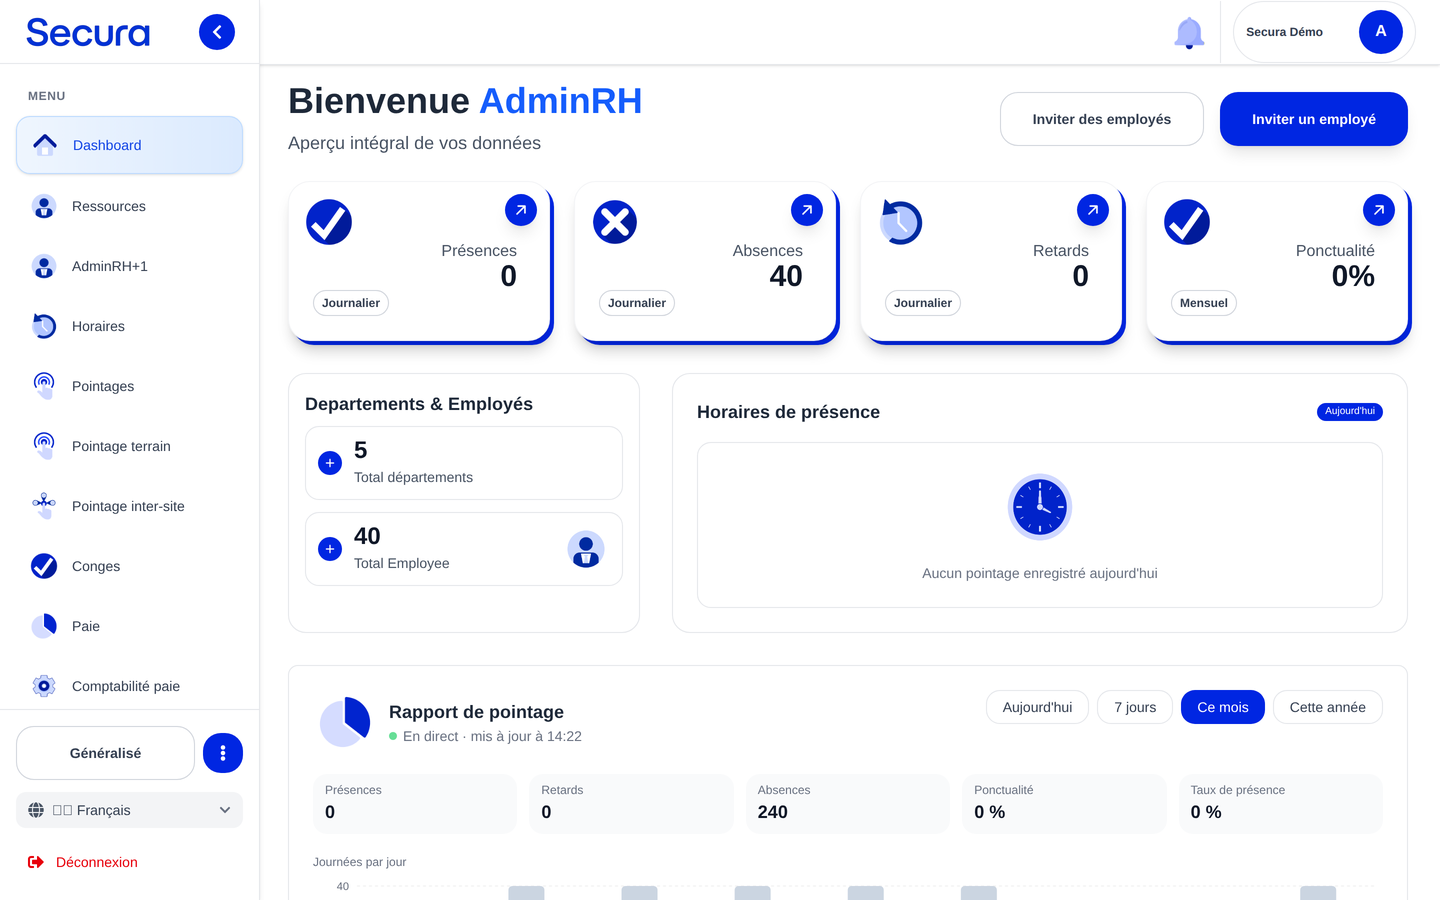 Secura
Secura Démo
A
MENU
Dashboard
Ressources
AdminRH+1
Horaires
Pointages
Pointage terrain
Pointage inter-site
Conges
Paie
Comptabilité paie
Généralisé
Français
Déconnexion
Bienvenue AdminRH
Aperçu intégral de vos données
Inviter des employés
Inviter un employé
Présences
0
Journalier
Absences
40
Journalier
Retards
0
Journalier
Ponctualité
0%
Mensuel
Departements & Employés
5
Total départements
40
Total Employee
Horaires de présence
Aujourd'hui
Aucun pointage enregistré aujourd'hui
Rapport de pointage
En direct · mis à jour à 14:22
Aujourd'hui
7 jours
Ce mois
Cette année
Présences
0
Retards
0
Absences
240
Ponctualité
0 %
Taux de présence
0 %
Journées par jour
40